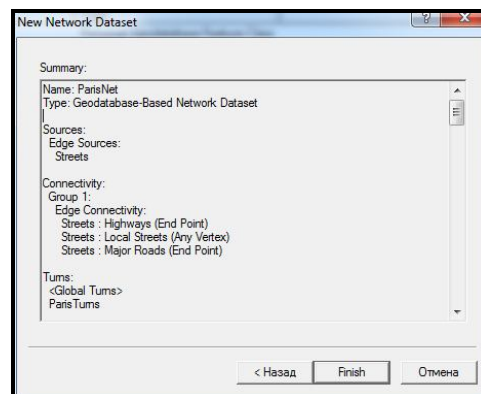 New Network Dataset
Summary:
Name: ParisNet
Type: Geodatabase-Based Network Dataset
Sources:
Edge Sources:
Streets
Connectivity:
Group 1:
Edge Connectivity:
Streets : Highways (End Point)
Streets : Local Streets (Any Vertex)
Streets : Major Roads (End Point)
Turns:
<Global Turns>
ParisTurns
< Назад
Finish
Отмена